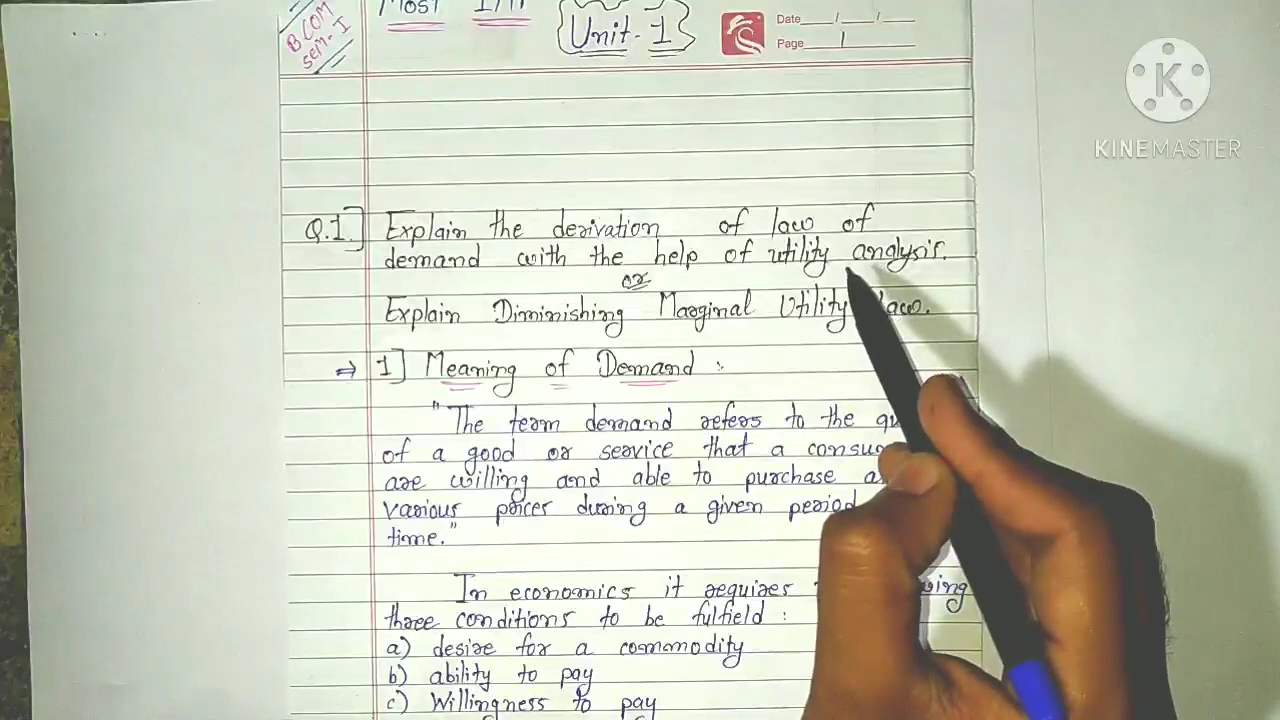 B.COM
Sem-I
Most IMP
Unit-1
Date / / /
Page 1
KINEMASTER
Q.1] Explain the derivation of law of
demand with the help of utility analysis.
or
Explain Diminishing Marginal Utility law.
⇒ 1] Meaning of Demand :
"The term demand refers to the
of a good or service that a
are willing and able to purchase
various prices during a given period
time."
In economics it requires
three conditions to be fulfield :
a) desire for a commodity
b) ability to pay
c) Willingness to pay